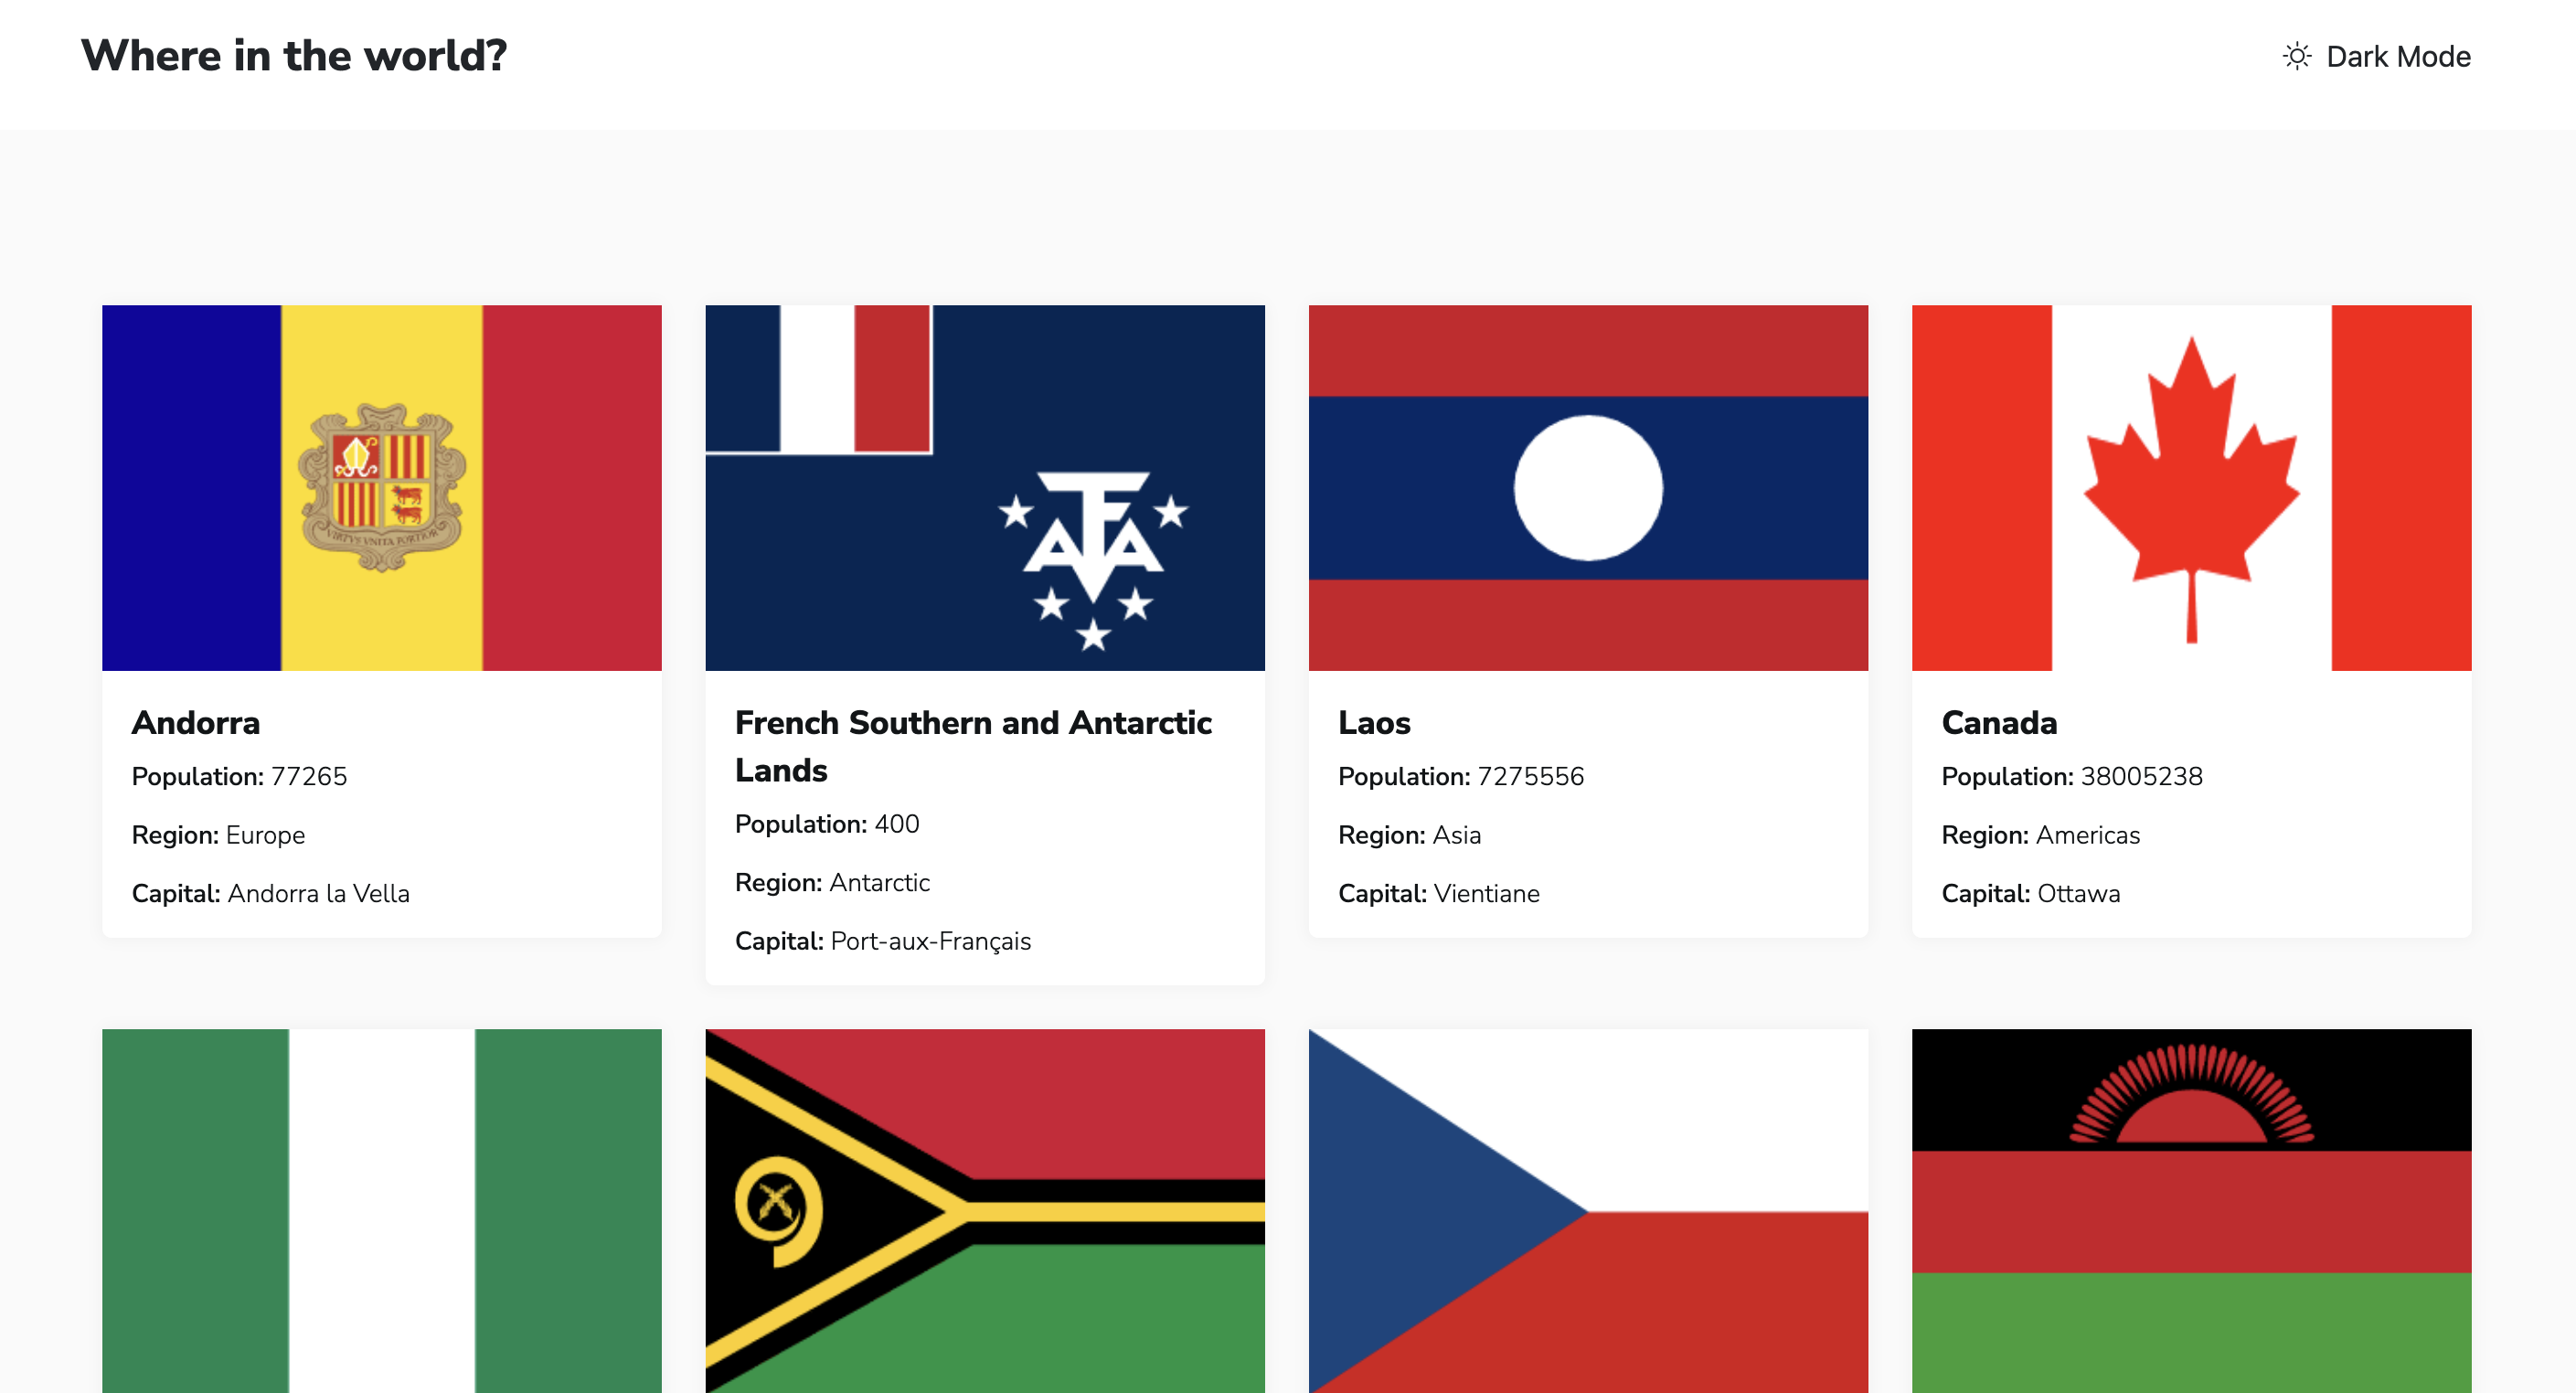 Where in the world?
Dark Mode
VIRTVS VNITA FORTIOR
Andorra
Population: 77265
Region: Europe
Capital: Andorra la Vella
TAAF
French Southern and Antarctic
Lands
Population: 400
Region: Antarctic
Capital: Port-aux-Français
Laos
Population: 7275556
Region: Asia
Capital: Vientiane
Canada
Population: 38005238
Region: Americas
Capital: Ottawa